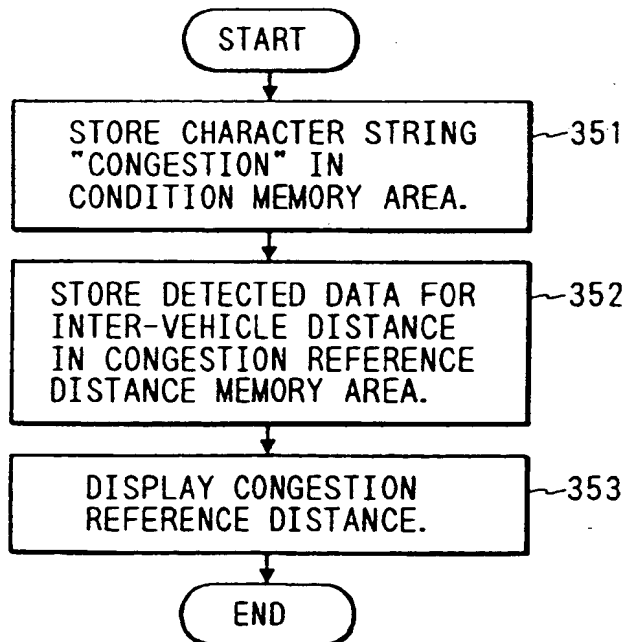 START
STORE CHARACTER STRING
"CONGESTION" IN
CONDITION MEMORY AREA.
351
STORE DETECTED DATA FOR
INTER-VEHICLE DISTANCE
IN CONGESTION REFERENCE
DISTANCE MEMORY AREA.
352
DISPLAY CONGESTION
REFERENCE DISTANCE.
353
END